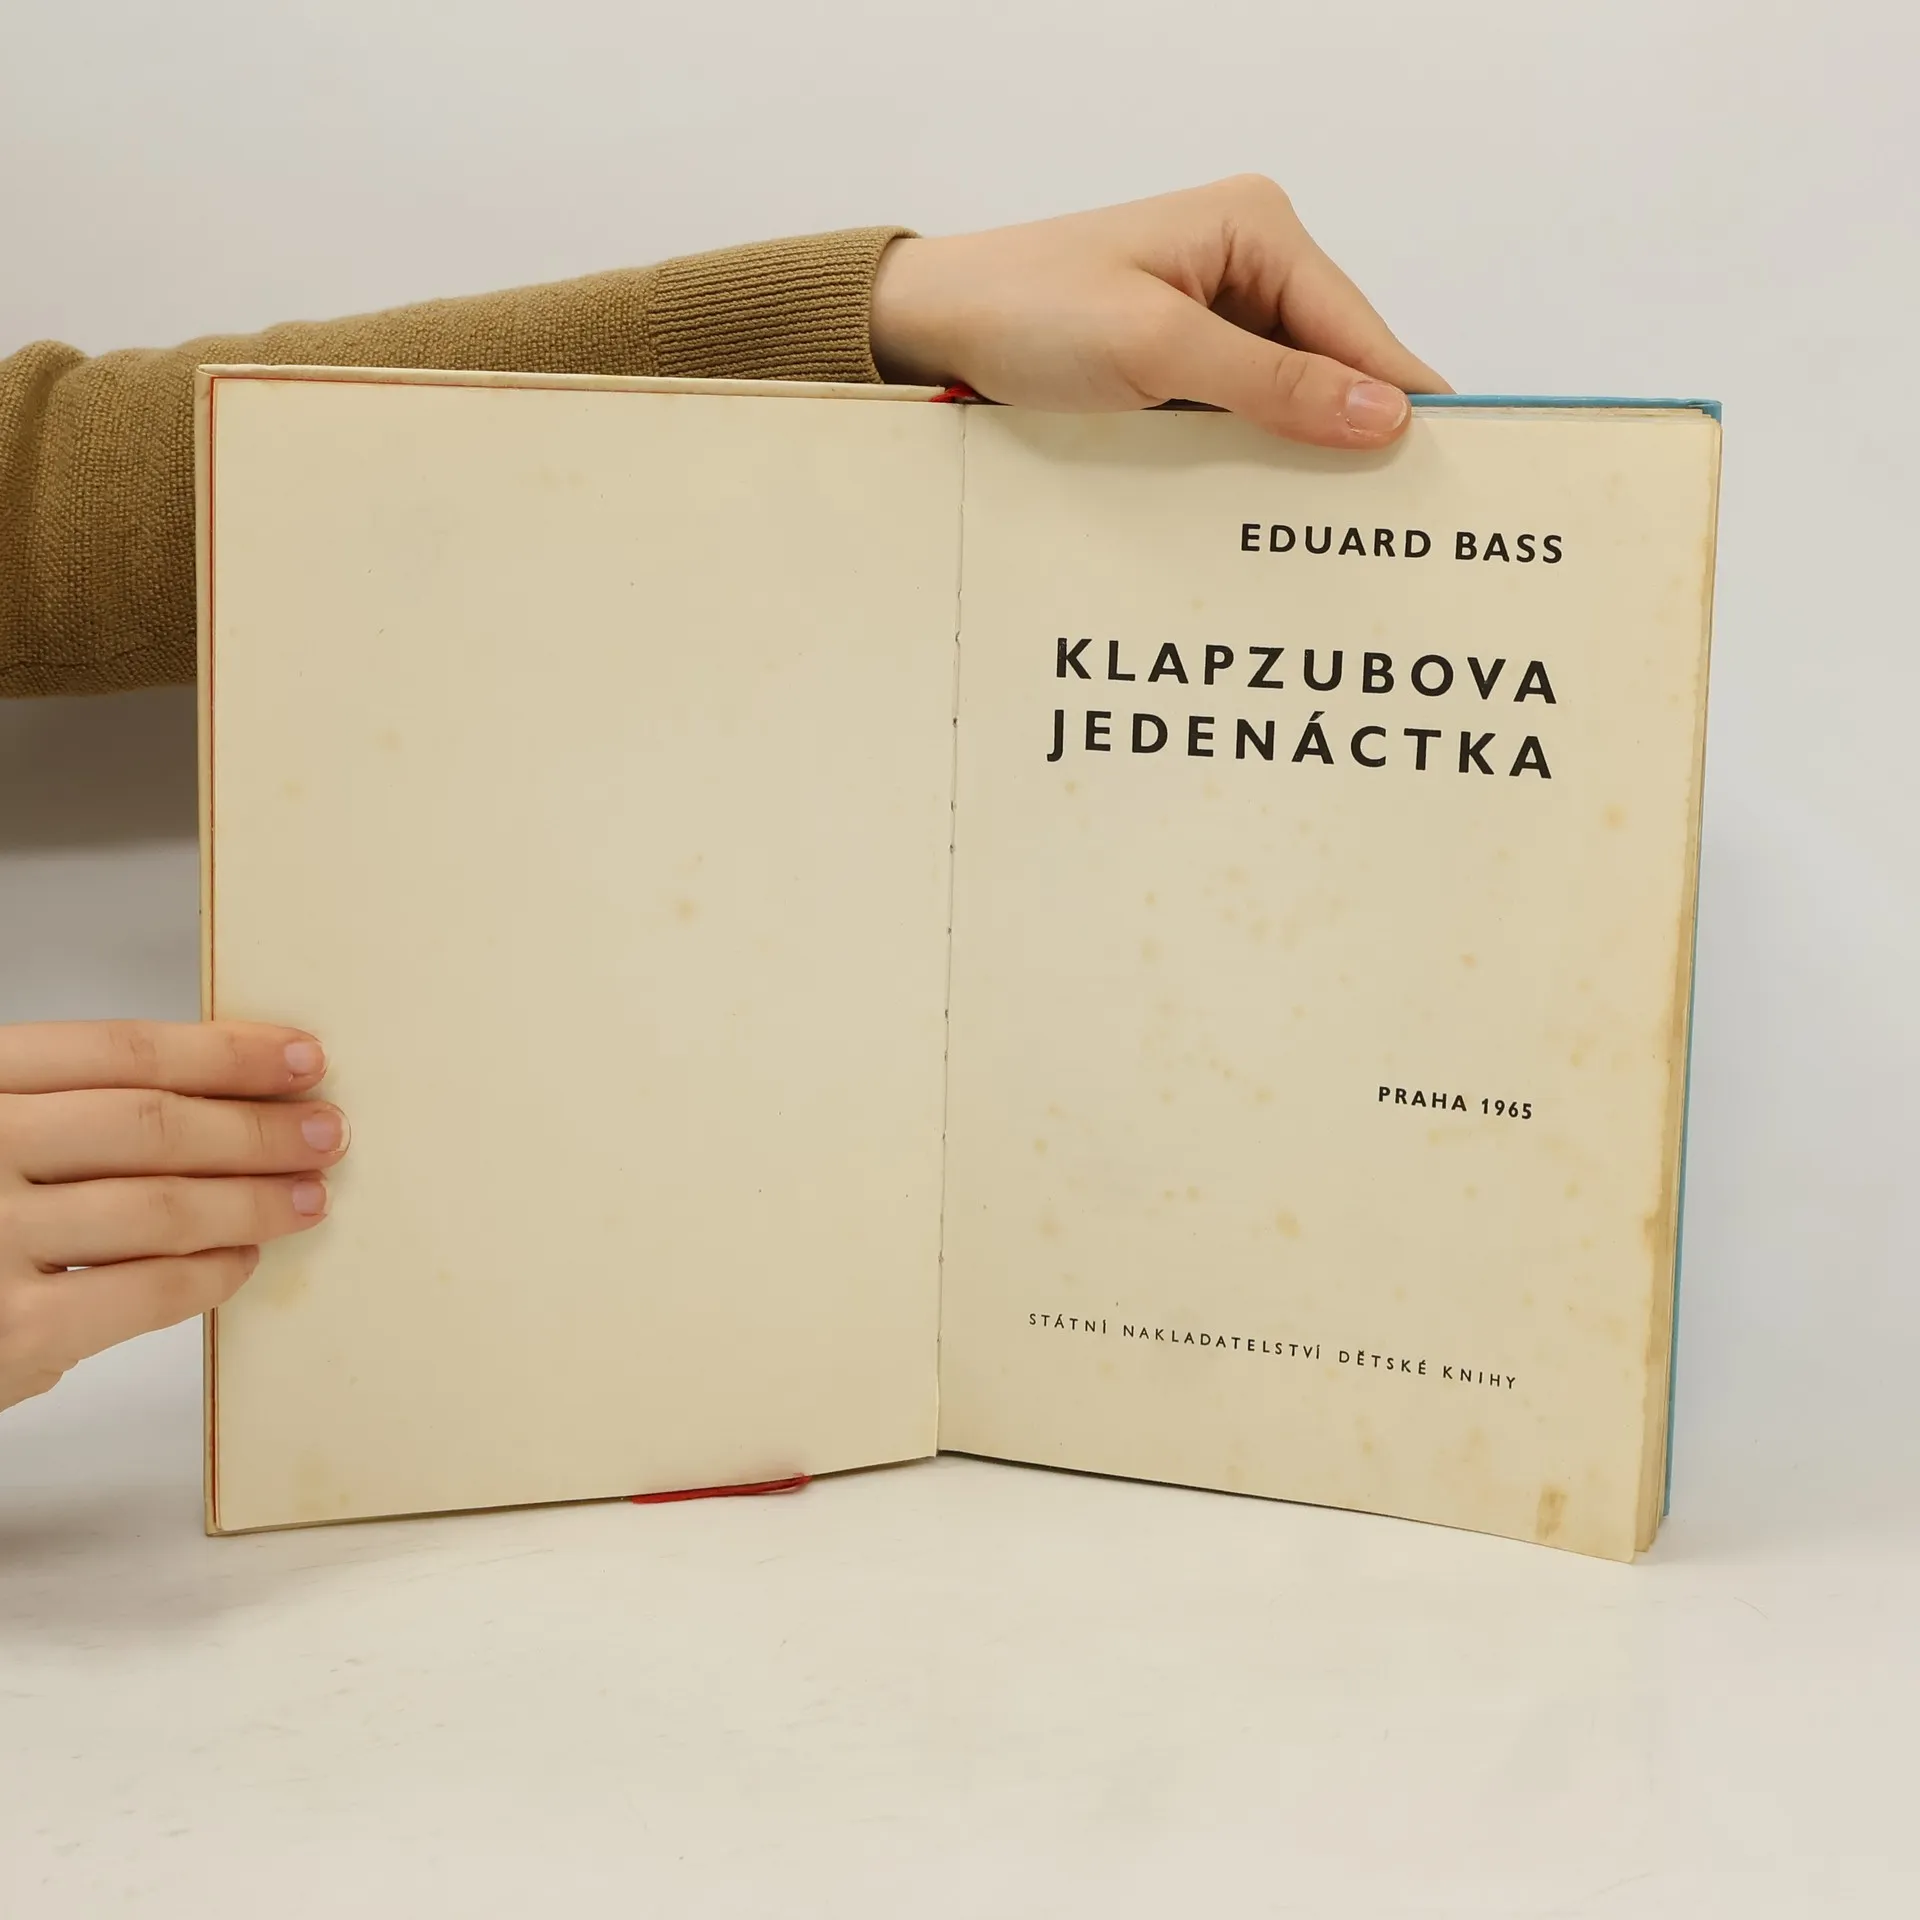 EDUARD BASS
KLAPZUBOVA
JEDENÁCTKA
PRAHA 1965
STÁTNÍ NAKLADATELSTVÍ DĚTSKÉ KNIHY